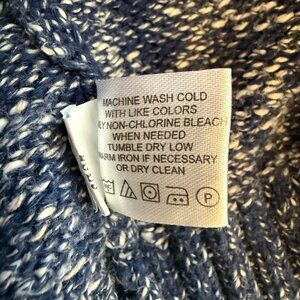 MACHINE WASH COLD
WITH LIKE COLORS
NON-CHLORINE BLEACH
WHEN NEEDED
TUMBLE DRY LOW
IRON IF NECESSARY
OR DRY CLEAN
P